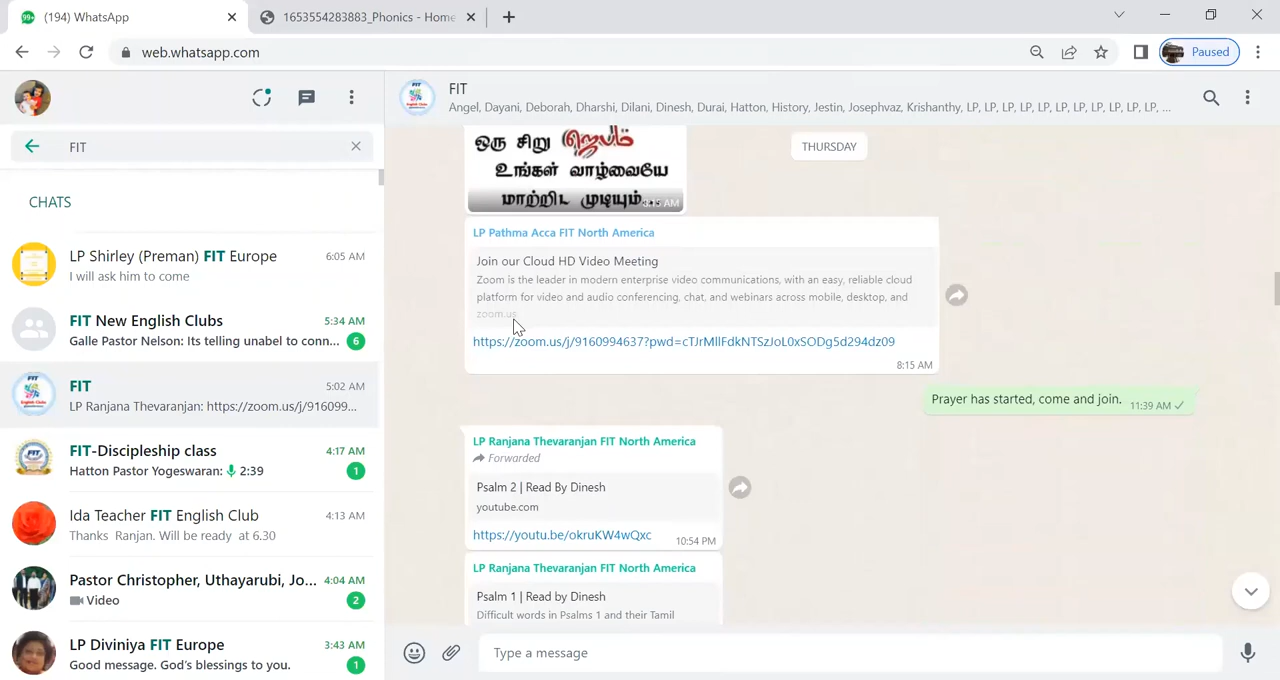 (194) WhatsApp
1653554283883_Phonics - Home
web.whatsapp.com
Paused
FIT
FIT
Angel, Dayani, Deborah, Dharshi, Dilani, Dinesh, Durai, Hatton, History, Jestin, Josephvaz, Krishanthy, LP, LP, LP, LP, LP, LP, LP, LP, LP, LP, LP, ...
CHATS
LP Shirley (Preman) FIT Europe
6:05 AM
I will ask him to come
FIT New English Clubs
5:34 AM
Galle Pastor Nelson: Its telling unabel to conn...
6
FIT
5:02 AM
LP Ranjana Thevaranjan: https://zoom.us/j/916099...
FIT-Discipleship class
4:17 AM
Hatton Pastor Yogeswaran: 2:39
1
Ida Teacher FIT English Club
4:13 AM
Thanks Ranjan. Will be ready at 6.30
Pastor Christopher, Uthayarubi, Jo...
4:04 AM
Video
2
LP Diviniya FIT Europe
3:43 AM
Good message. God's blessings to you.
1
THURSDAY
ஒரு சிறு ஜெபம்
உங்கள் வாழ்வையே
மாற்றிட முடியும்..
8:15 AM
LP Pathma Acca FIT North America
Join our Cloud HD Video Meeting
Zoom is the leader in modern enterprise video communications, with an easy, reliable cloud
platform for video and audio conferencing, chat, and webinars across mobile, desktop, and
zoom.us
https://zoom.us/j/9160994637?pwd=cTJrMllFdkNTSzJoL0xSODg5d294dz09
8:15 AM
Prayer has started, come and join.
11:39 AM
LP Ranjana Thevaranjan FIT North America
Forwarded
Psalm 2 | Read By Dinesh
youtube.com
https://youtu.be/okruKW4wQxc
10:54 PM
LP Ranjana Thevaranjan FIT North America
Psalm 1 | Read by Dinesh
Difficult words in Psalms 1 and their Tamil
Type a message